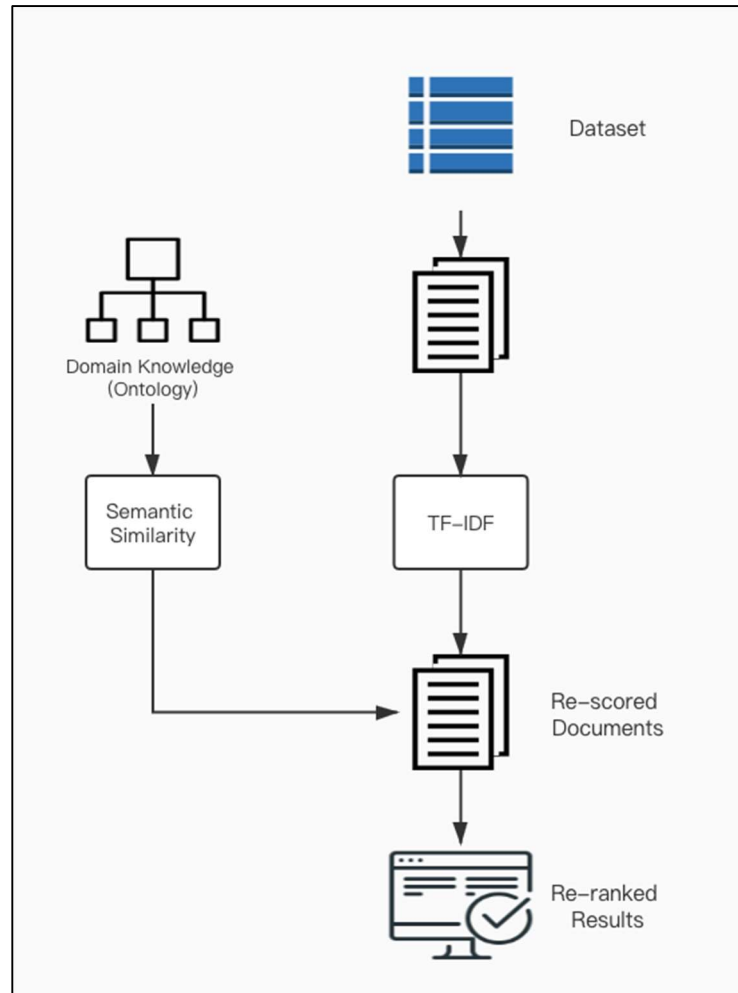 Dataset
Domain Knowledge
(Ontology)
Semantic
Similarity
TF-IDF
Re-scored
Documents
Re-ranked
Results